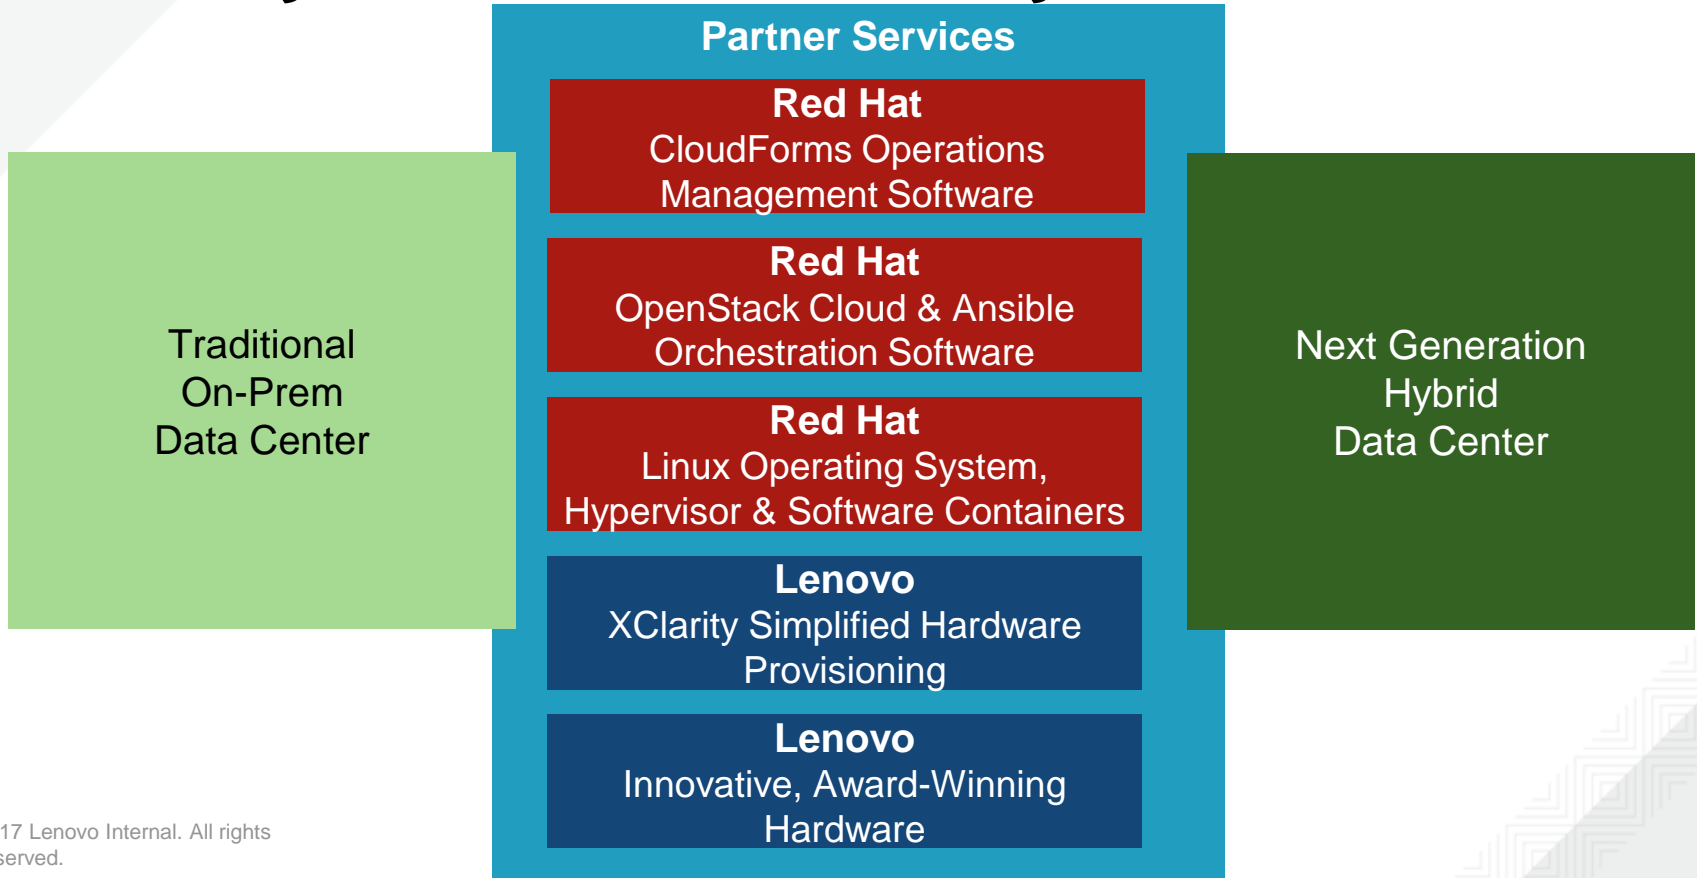 Partner Services
Red Hat
CloudForms Operations
Management Software
Red Hat
OpenStack Cloud & Ansible
Orchestration Software
Red Hat
Linux Operating System,
Hypervisor & Software Containers
Lenovo
XClarity Simplified Hardware
Provisioning
Lenovo
Innovative, Award-Winning
Hardware
Traditional
On-Prem
Data Center
Next Generation
Hybrid
Data Center
17 Lenovo Internal. All rights
served.